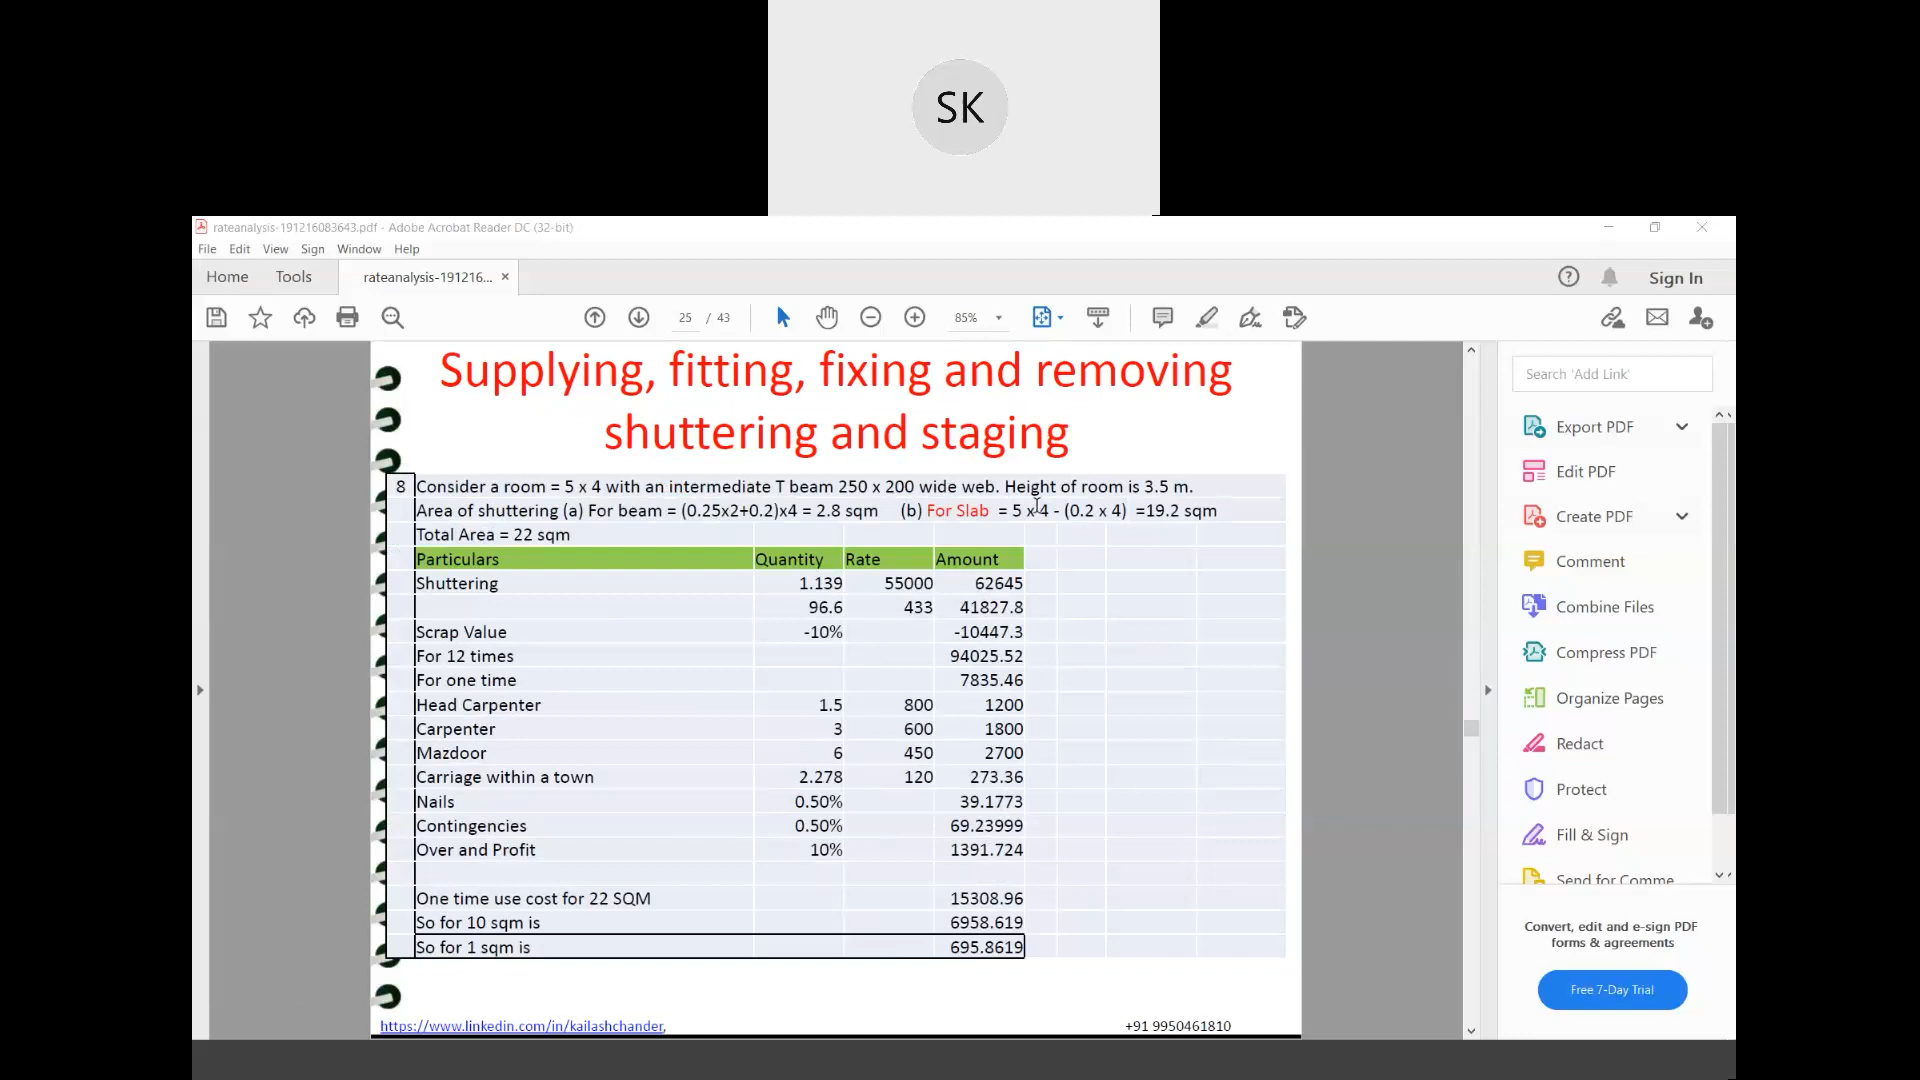 SK
rateanalysis-191216083643.pdf - Adobe Acrobat Reader DC (32-bit)
File Edit View Sign Window Help
Home Tools rateanalysis-191216... × Sign In
25 / 43 85%
Supplying, fitting, fixing and removing
shuttering and staging
8 Consider a room = 5 x 4 with an intermediate T beam 250 x 200 wide web. Height of room is 3.5 m.
Area of shuttering (a) For beam = (0.25x2+0.2)x4 = 2.8 sqm (b) For Slab = 5 x 4 - (0.2 x 4) =19.2 sqm
Total Area = 22 sqm
Particulars Quantity Rate Amount
Shuttering 1.139 55000 62645
96.6 433 41827.8
Scrap Value -10% -10447.3
For 12 times 94025.52
For one time 7835.46
Head Carpenter 1.5 800 1200
Carpenter 3 600 1800
Mazdoor 6 450 2700
Carriage within a town 2.278 120 273.36
Nails 0.50% 39.1773
Contingencies 0.50% 69.23999
Over and Profit 10% 1391.724
One time use cost for 22 SQM 15308.96
So for 10 sqm is 6958.619
So for 1 sqm is 695.8619
https://www.linkedin.com/in/kailashchander, +91 9950461810
Search 'Add Link'
Export PDF
Edit PDF
Create PDF
Comment
Combine Files
Compress PDF
Organize Pages
Redact
Protect
Fill & Sign
Send for Comme
Convert, edit and e-sign PDF
forms & agreements
Free 7-Day Trial